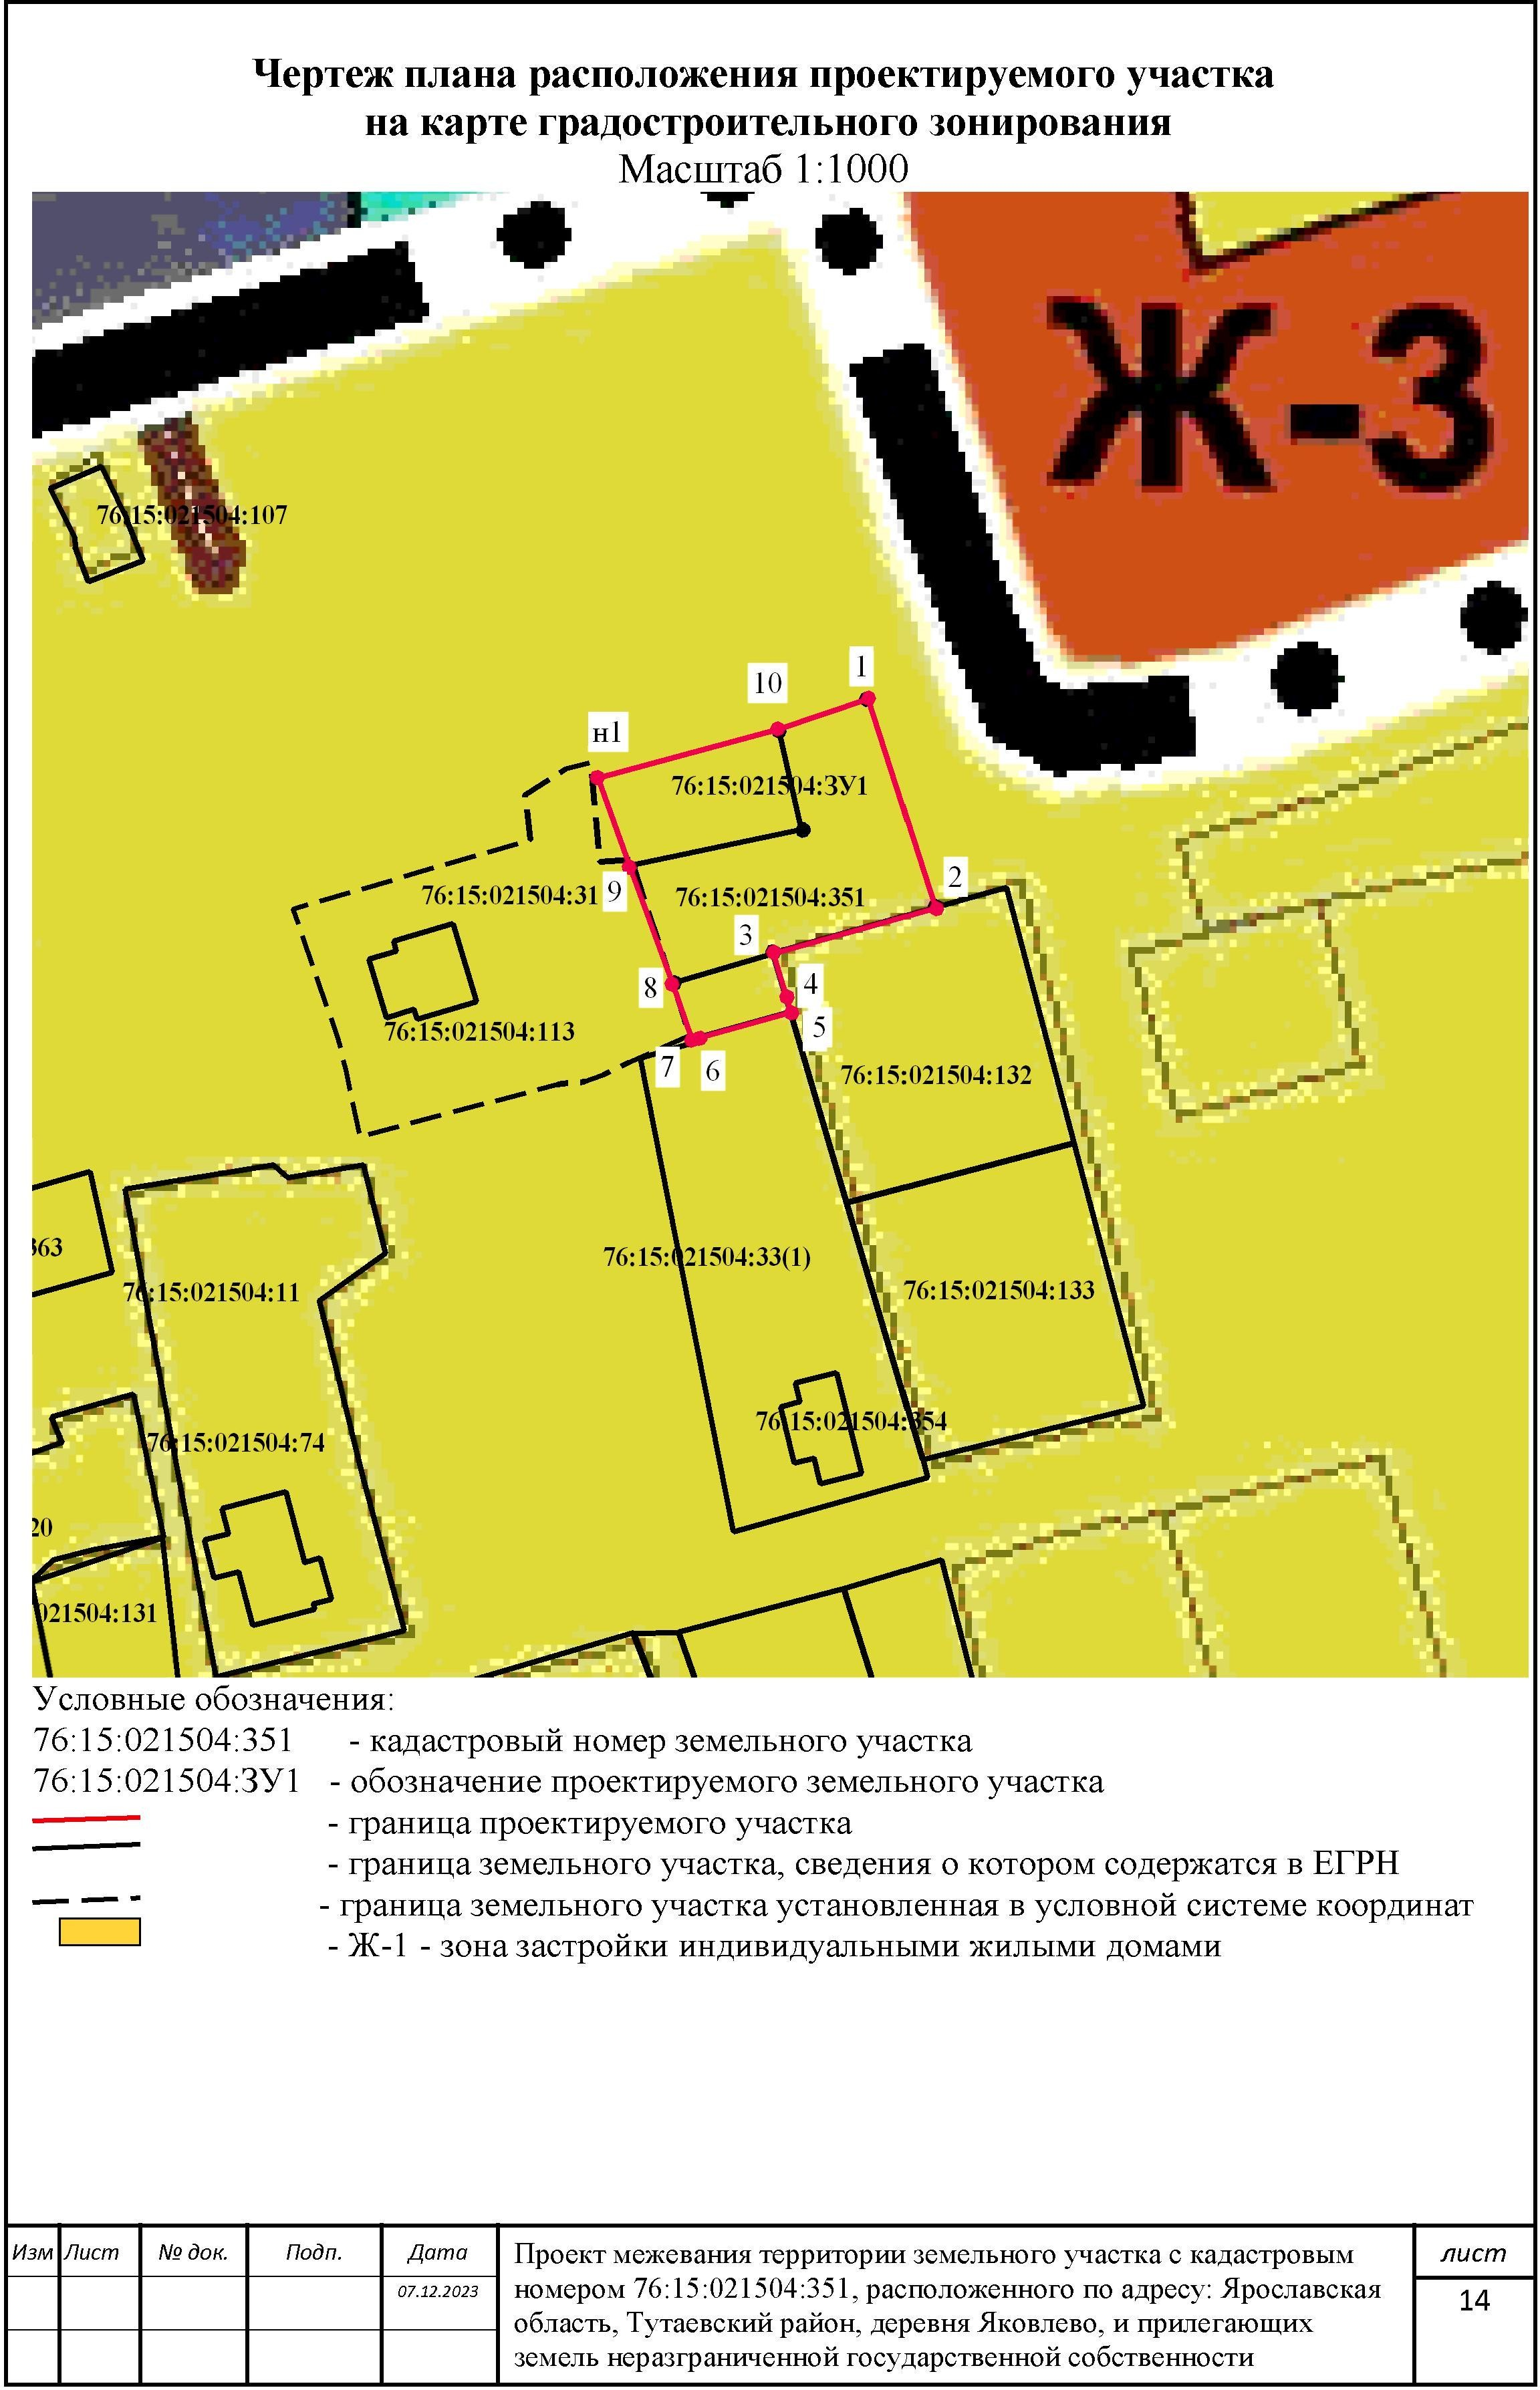 Чертеж плана расположения проектируемого участка
на карте градостроительного зонирования
Масштаб 1:1000
Ж-3
76:15:021504:107
1
10
н1
76:15:021504:ЗУ1
2
76:15:021504:31
9
76:15:021504:351
3
8
4
5
76:15:021504:113
7
6
76:15:021504:132
363
76:15:021504:33(1)
76:15:021504:11
76:15:021504:133
76:15:021504:354
76:15:021504:74
20
021504:131
Условные обозначения:
76:15:021504:351 - кадастровый номер земельного участка
76:15:021504:ЗУ1 - обозначение проектируемого земельного участка
- граница проектируемого участка
- граница земельного участка, сведения о котором содержатся в ЕГРН
- граница земельного участка установленная в условной системе координат
- Ж-1 - зона застройки индивидуальными жилыми домами
Изм Лист № док. Подп. Дата
07.12.2023
Проект межевания территории земельного участка с кадастровым
номером 76:15:021504:351, расположенного по адресу: Ярославская
область, Тутаевский район, деревня Яковлево, и прилегающих
земель неразграниченной государственной собственности
лист
14